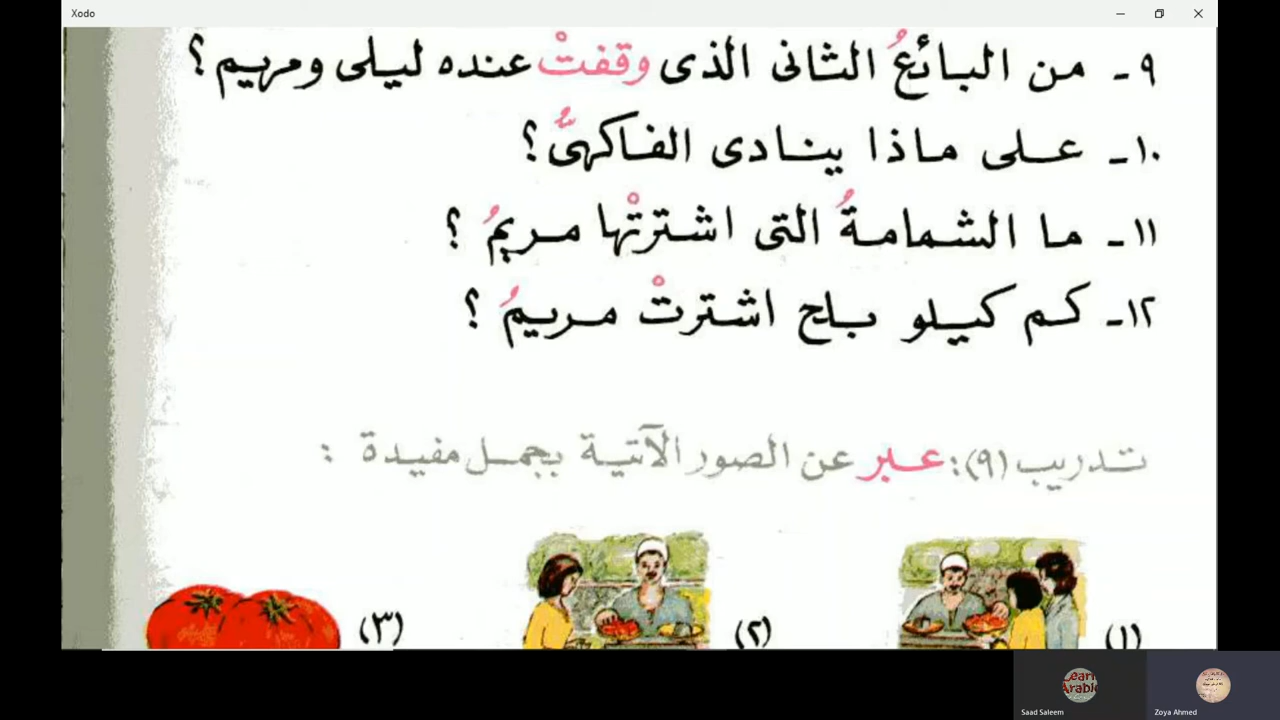 Xodo
٩ - من البائعُ الثانى الذى وقفتْ عنده ليلى ومريم ؟
١٠ - على ماذا ينادى الفاكهىُّ ؟
١١ - ما الشمامةُ التى اشترتْها مريمُ ؟
١٢ - كم كيلو بلح اشترتْ مريمُ ؟
تدريب (٩) : عبر عن الصور الآتية بجمل مفيدة :
(١) (٢) (٣)
Learn Arabic
Saad Saleem Zoya Ahmed